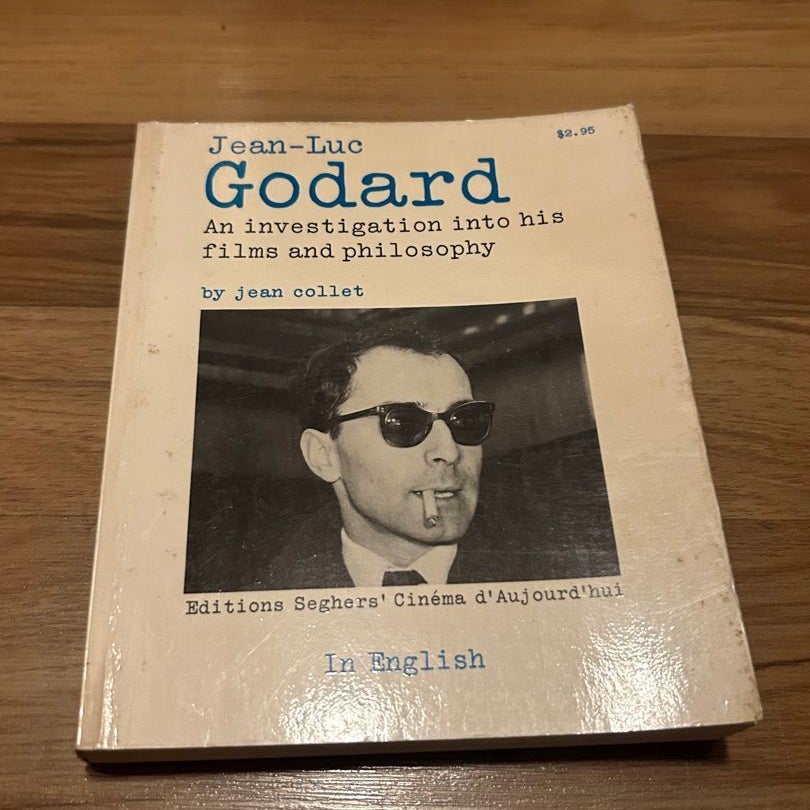 $2.95
Jean-Luc
Godard
An investigation into his
films and philosophy
by jean collet
Editions Seghers' Cinéma d'Aujourd'hui
In English